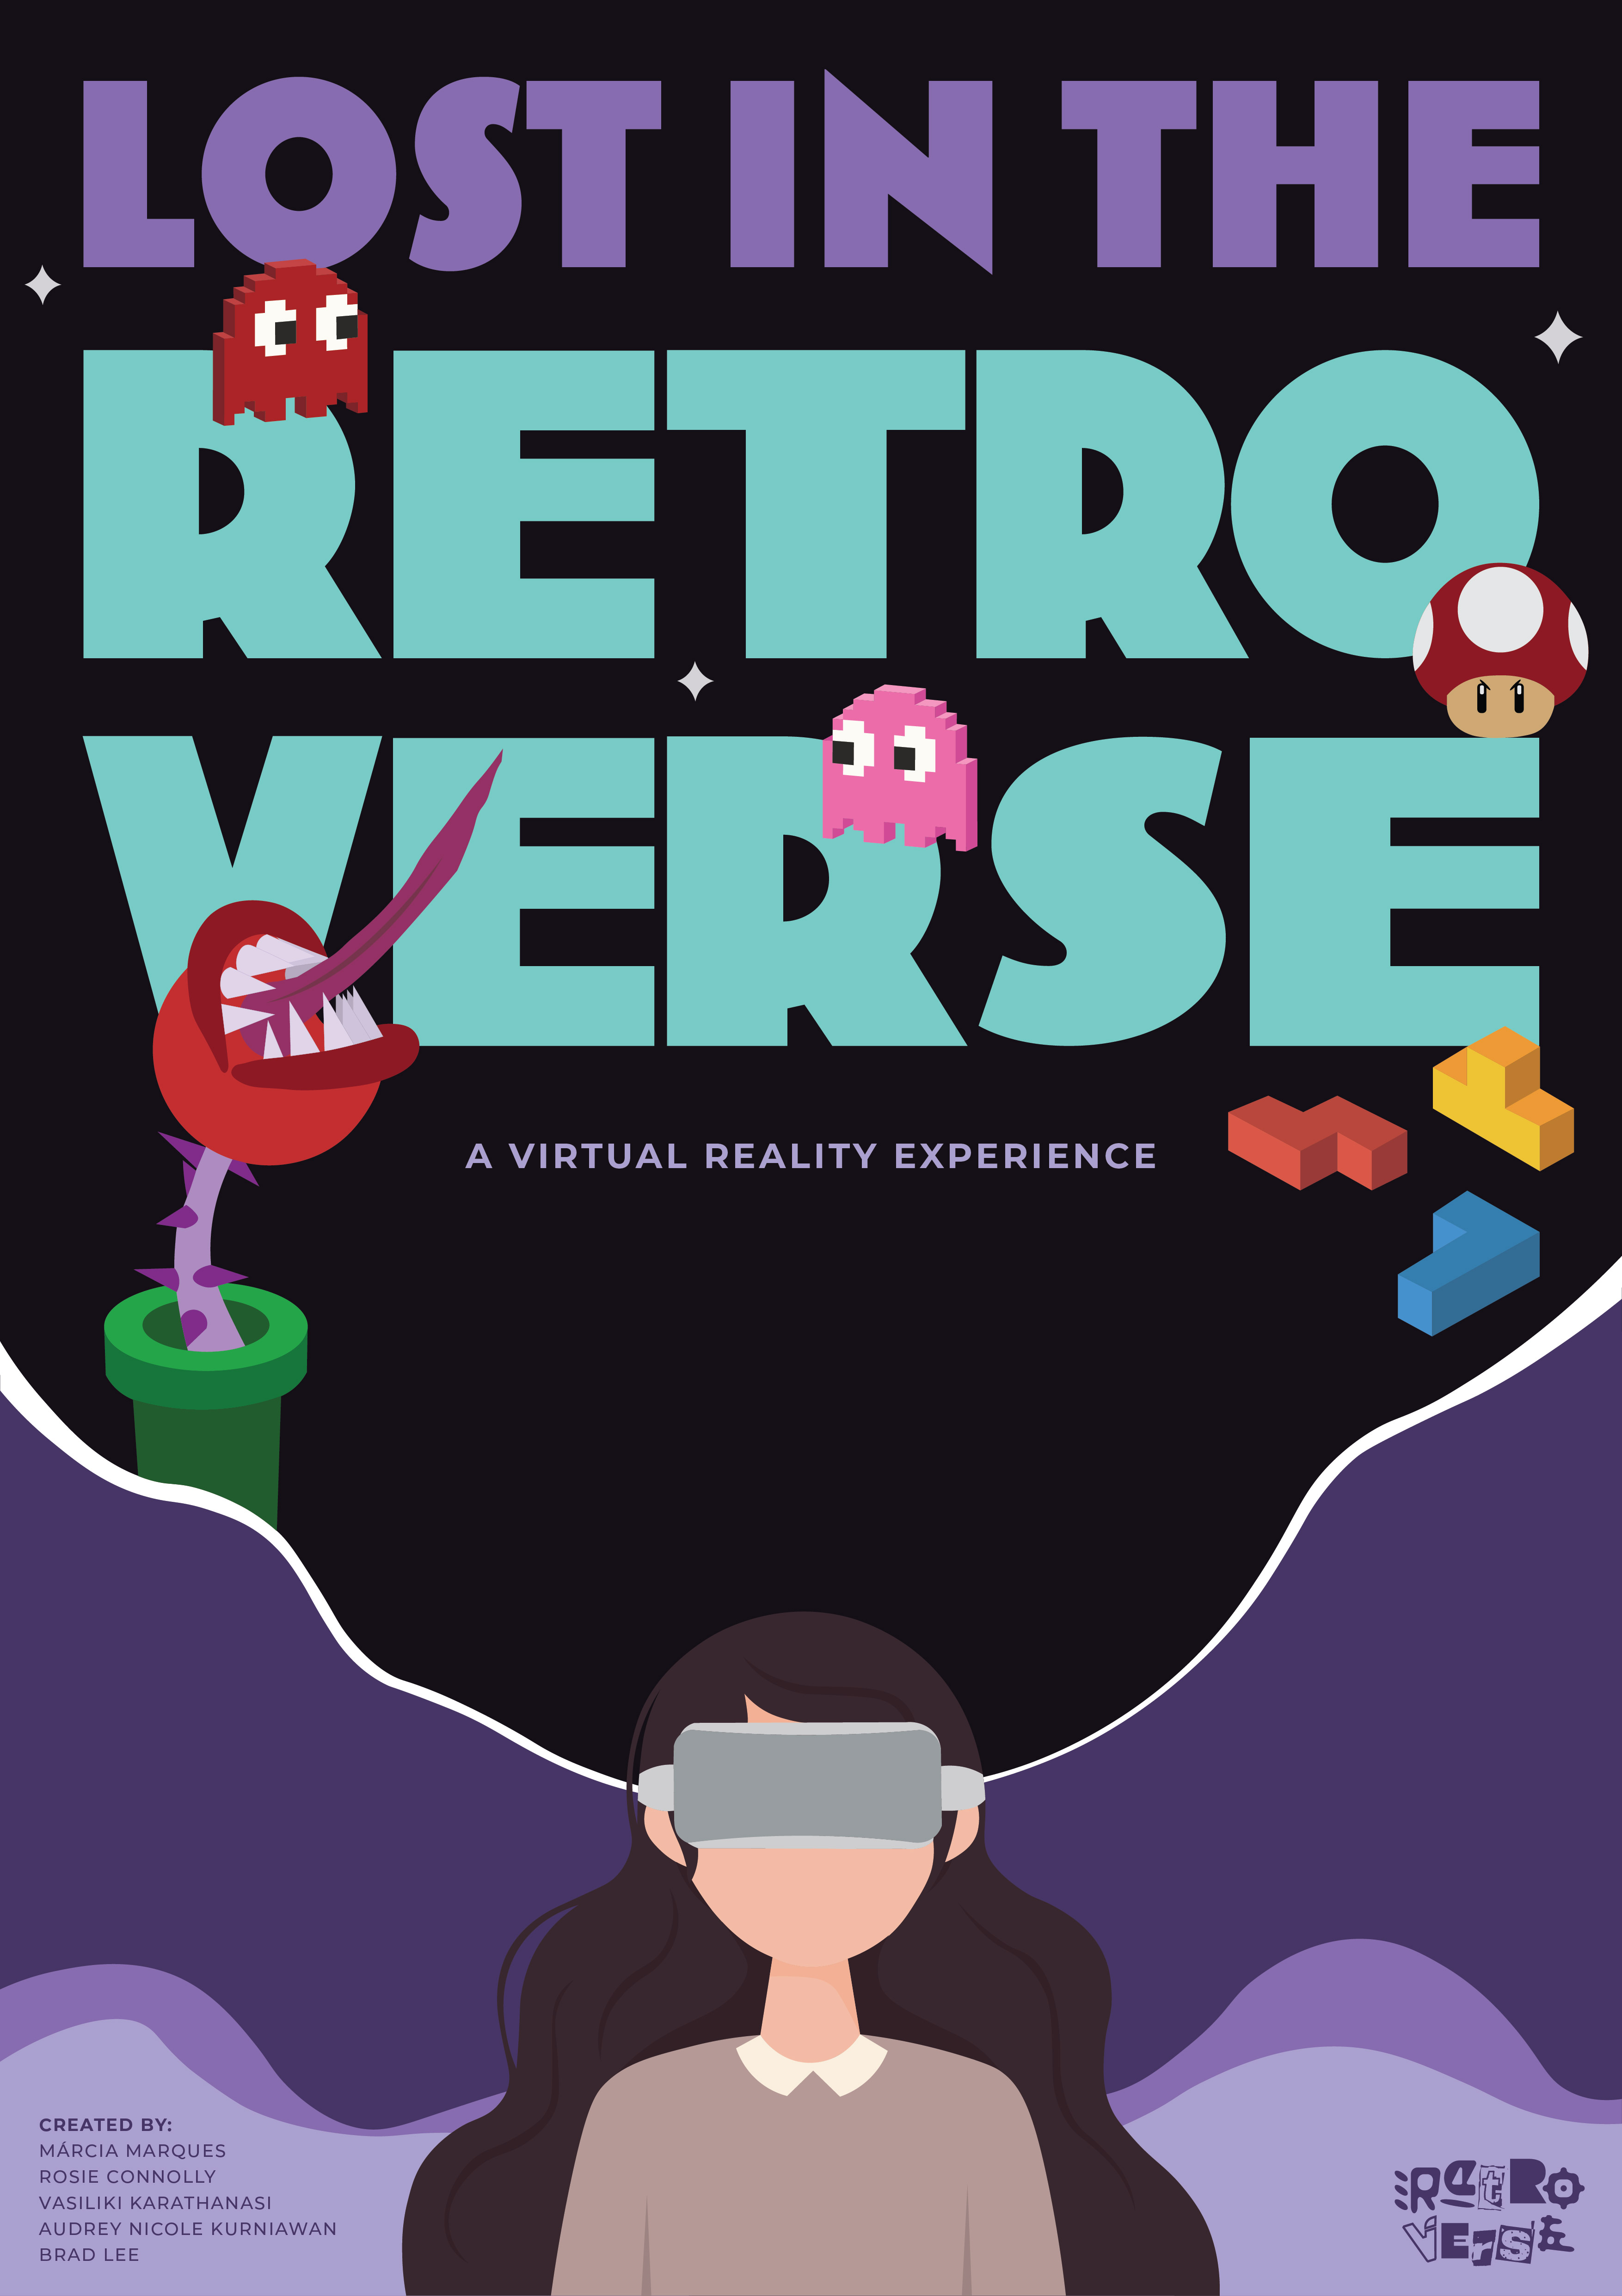 LOST IN THE
RETRO
VERSE
A VIRTUAL REALITY EXPERIENCE
CREATED BY:
MÁRCIA MARQUES
ROSIE CONNOLLY
VASILIKI KARATHANASI
AUDREY NICOLE KURNIAWAN
BRAD LEE
RETRO
VErSE